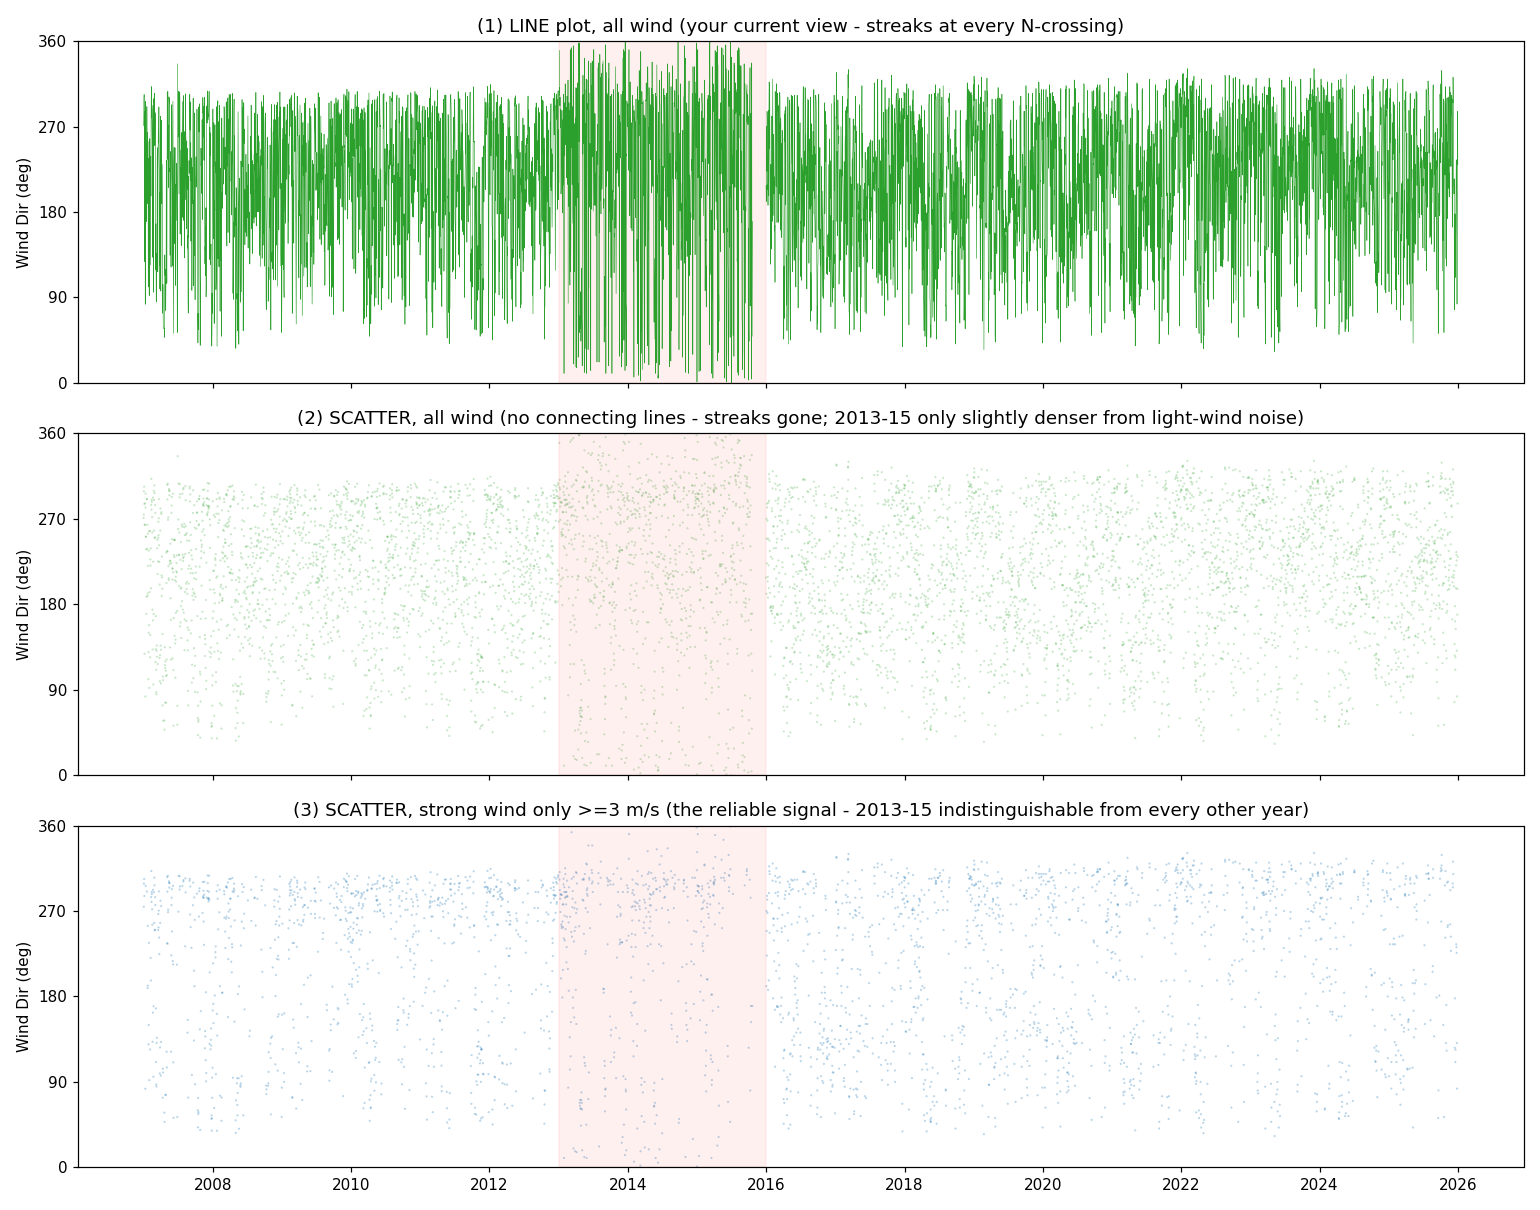 (1) LINE plot, all wind (your current view - streaks at every N-crossing)
360
270
180
90
0
Wind Dir (deg)
(2) SCATTER, all wind (no connecting lines - streaks gone; 2013-15 only slightly denser from light-wind noise)
360
270
180
90
0
Wind Dir (deg)
(3) SCATTER, strong wind only >=3 m/s (the reliable signal - 2013-15 indistinguishable from every other year)
360
270
180
90
0
Wind Dir (deg)
2008 2010 2012 2014 2016 2018 2020 2022 2024 2026